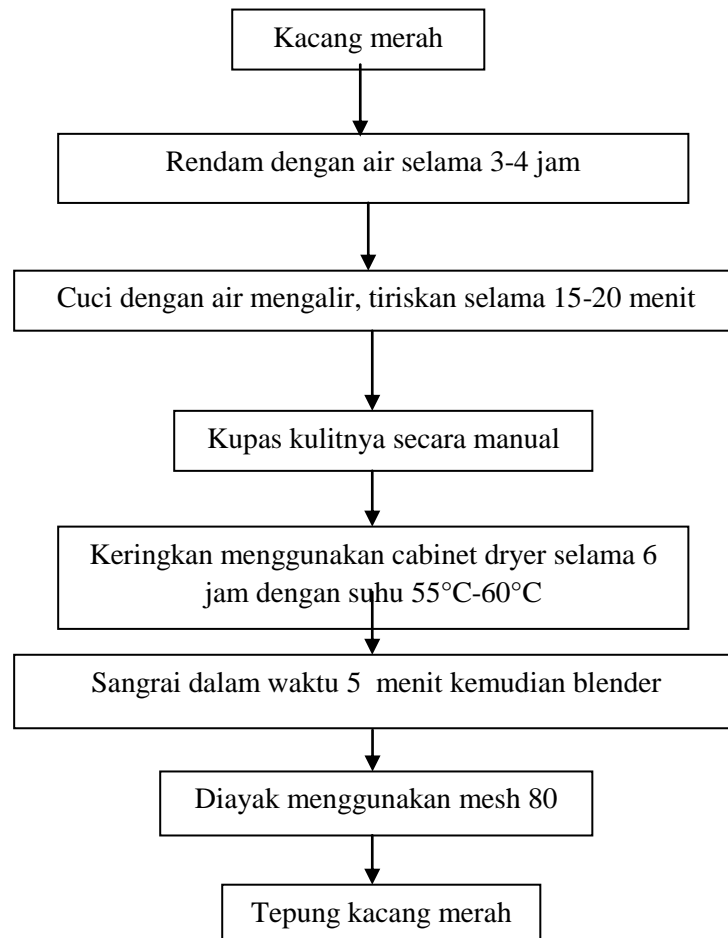 Kacang merah
Rendam dengan air selama 3-4 jam
Cuci dengan air mengalir, tiriskan selama 15-20 menit
Kupas kulitnya secara manual
Keringkan menggunakan cabinet dryer selama 6
jam dengan suhu 55°C-60°C
Sangrai dalam waktu 5  menit kemudian blender
Diayak menggunakan mesh 80
Tepung kacang merah